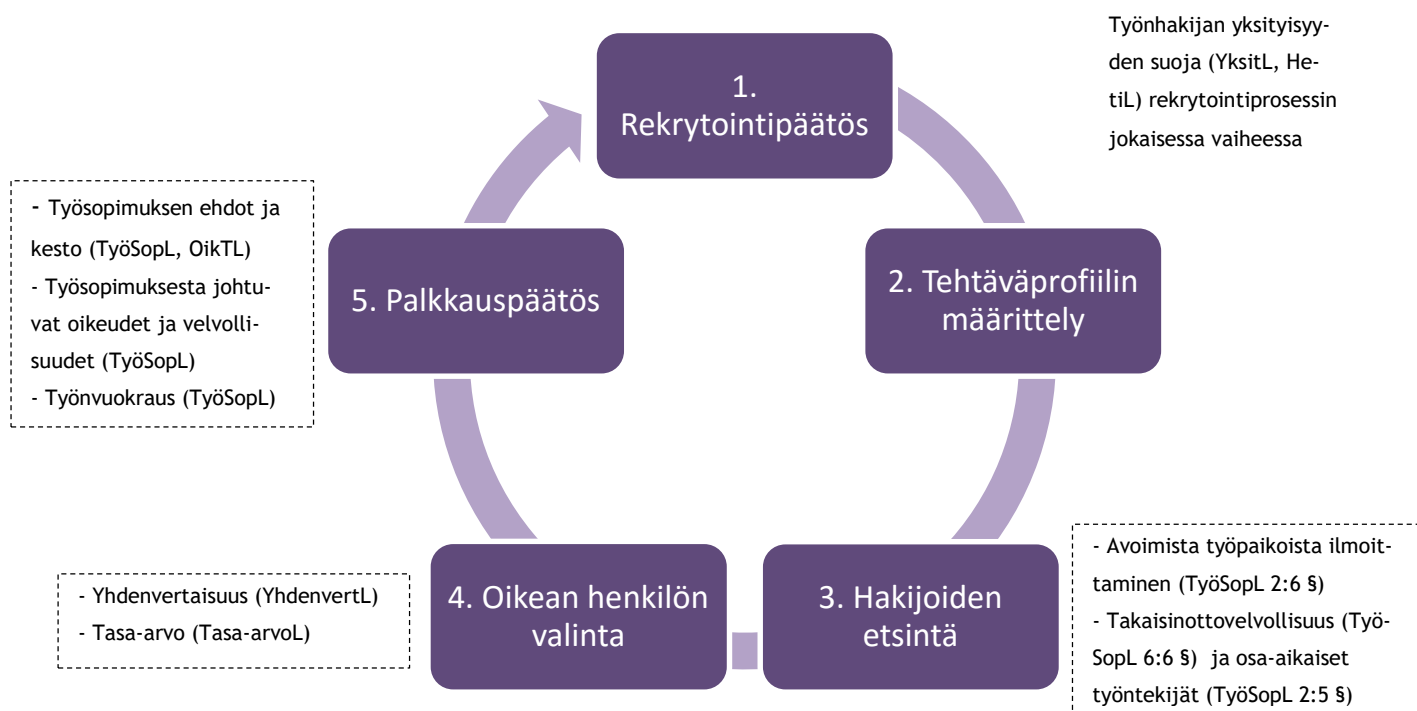 Työnhakijan yksityisyy-
den suoja (YksitL, He-
tiL) rekrytointiprosessin
jokaisessa vaiheessa
1.
Rekrytointipäätös
2. Tehtäväprofiilin
määrittely
- Avoimista työpaikoista ilmoit-
taminen (TyöSopL 2:6 §)
- Takaisinottovelvollisuus (Työ-
SopL 6:6 §) ja osa-aikaiset
työntekijät (TyöSopL 2:5 §)
3. Hakijoiden
etsintä
4. Oikean henkilön
valinta
- Yhdenvertaisuus (YhdenvertL)
- Tasa-arvo (Tasa-arvoL)
5. Palkkauspäätös
- Työsopimuksen ehdot ja
kesto (TyöSopL, OikTL)
- Työsopimuksesta johtu-
vat oikeudet ja velvolli-
suudet (TyöSopL)
- Työnvuokraus (TyöSopL)